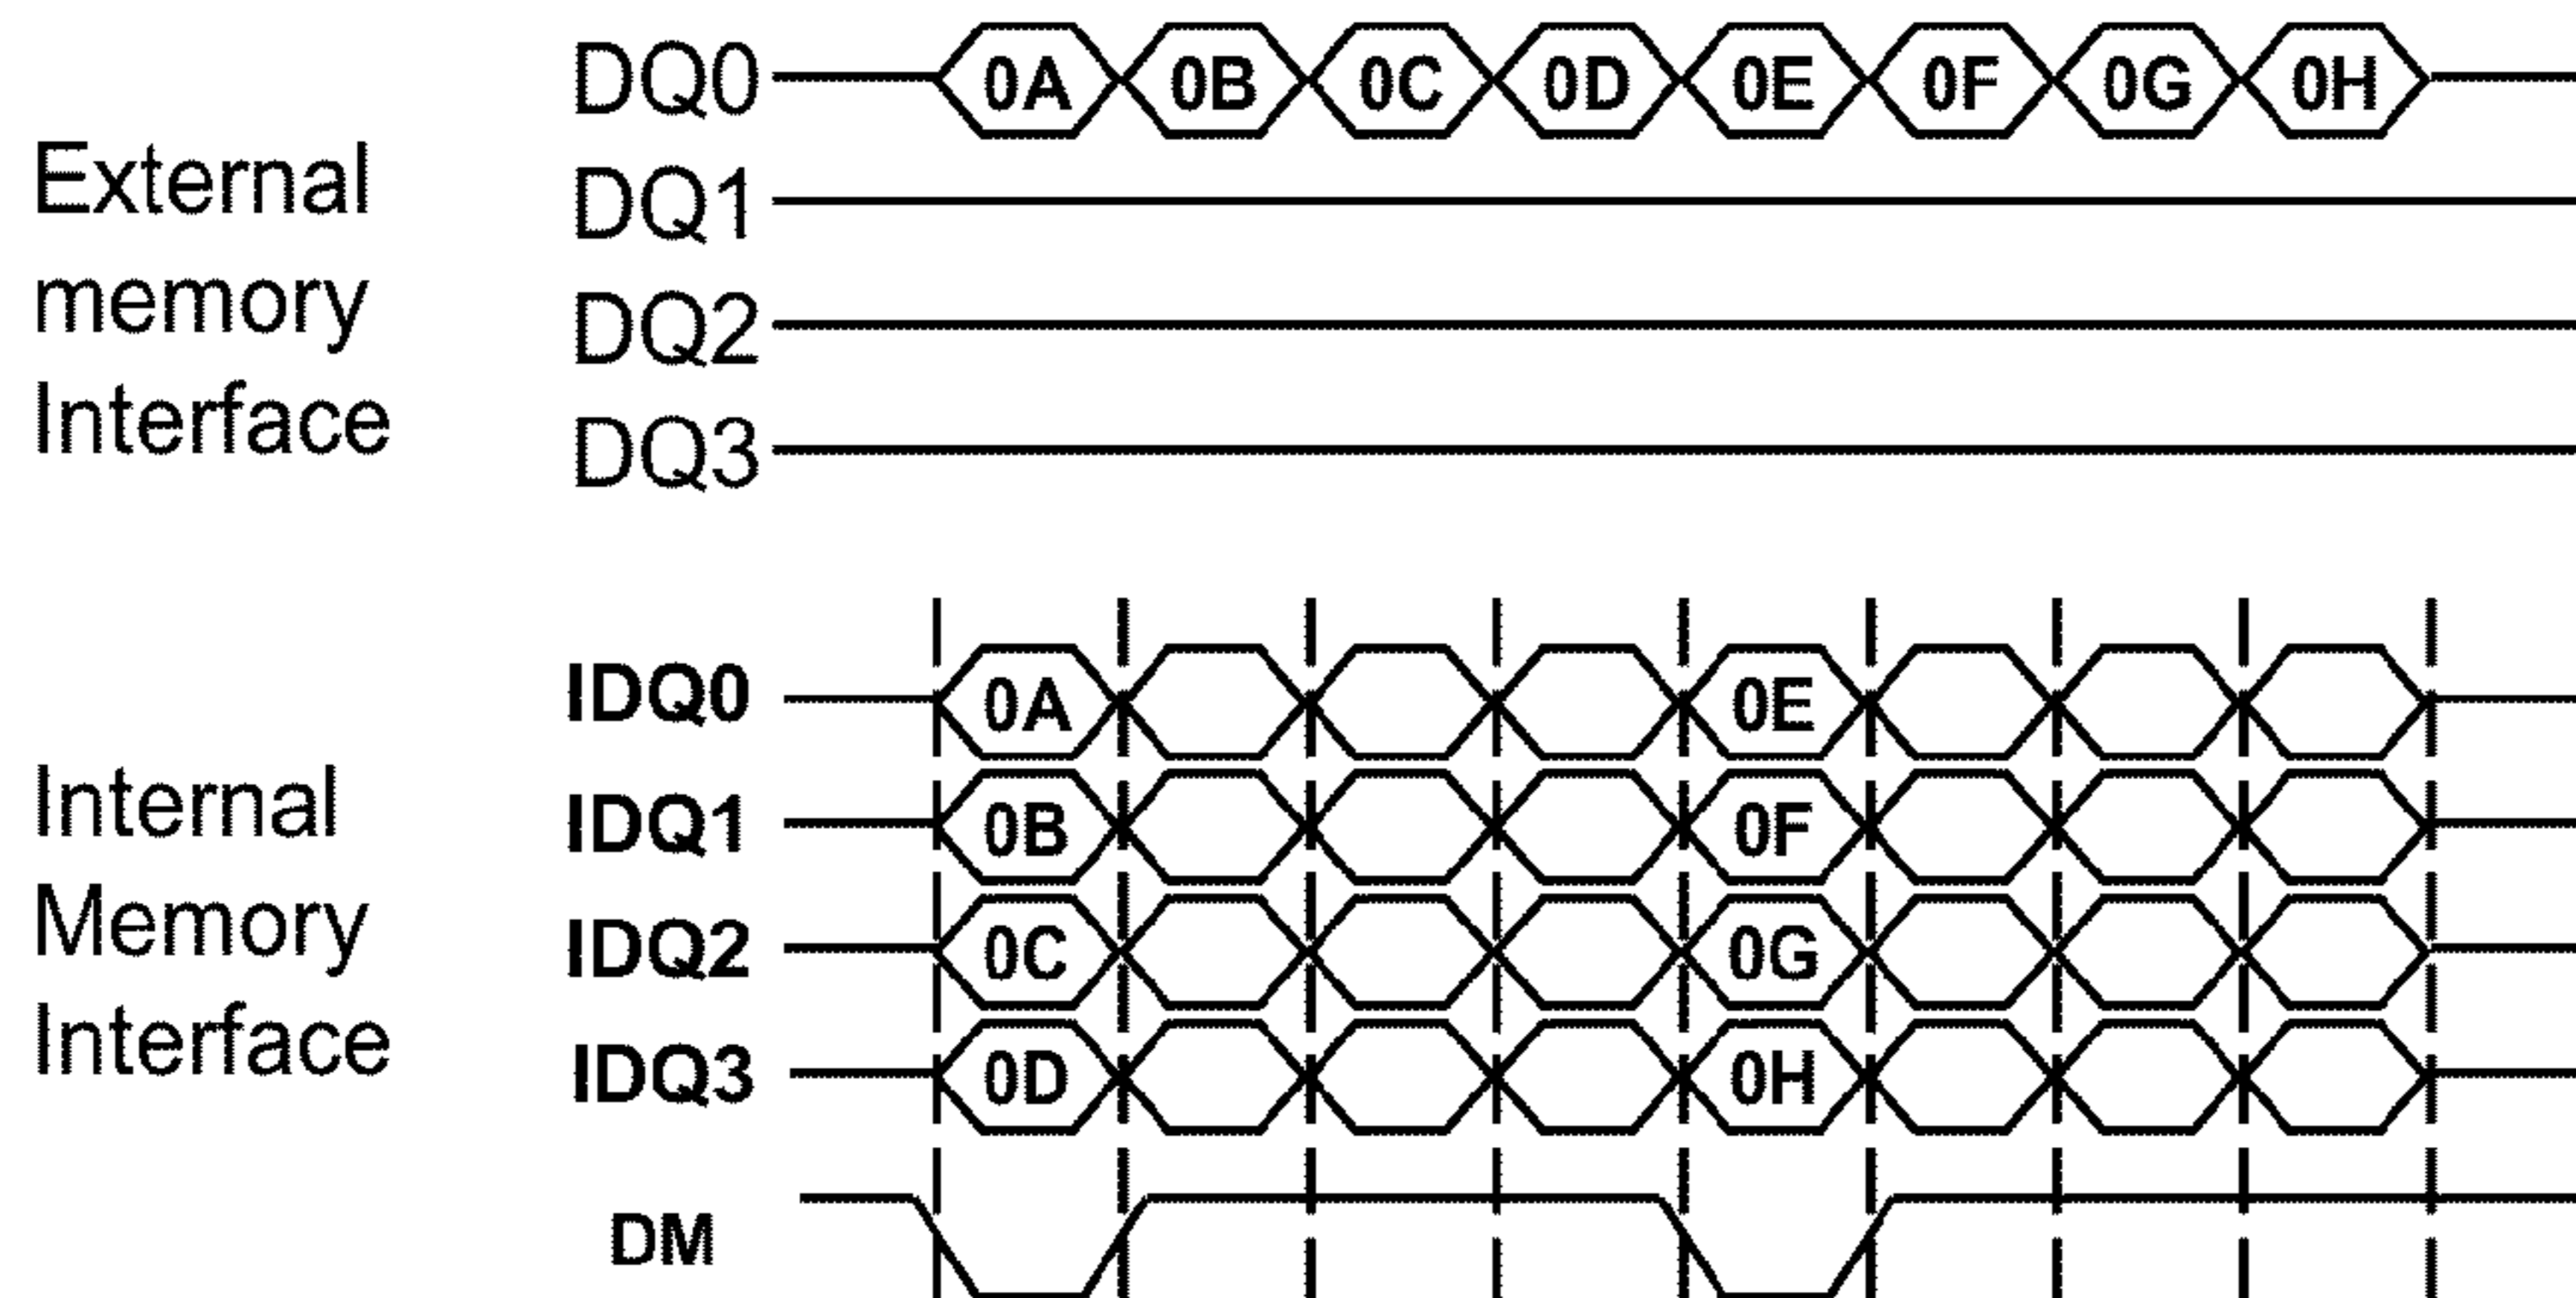 DQ0 0A 0B 0C 0D 0E 0F 0G 0H
External
memory
Interface
DQ1
DQ2
DQ3
IDQ0 0A 0E
IDQ1 0B 0F
Internal
Memory
Interface
IDQ2 0C 0G
IDQ3 0D 0H
DM